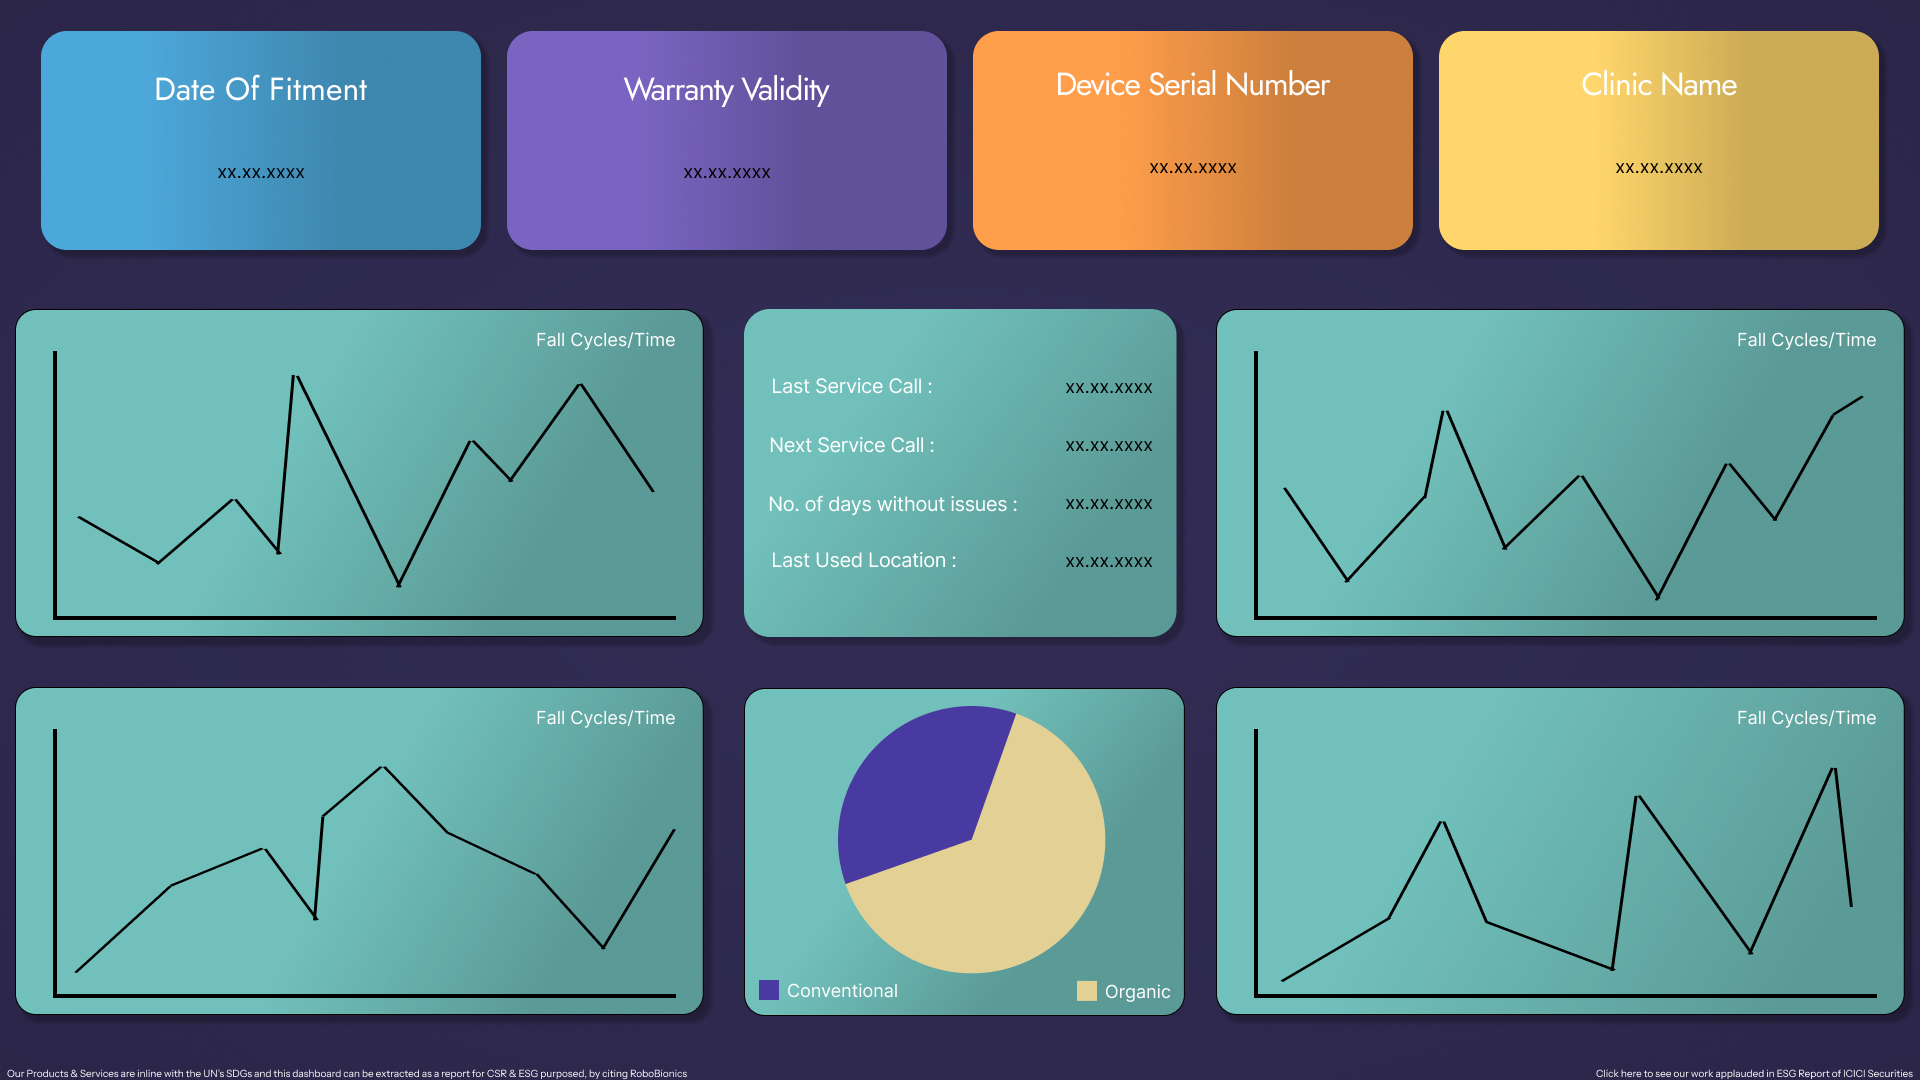 Date Of Fitment
xx.xx.xxxx
Warranty Validity
xx.xx.xxxx
Device Serial Number
xx.xx.xxxx
Clinic Name
xx.xx.xxxx
Fall Cycles/Time
Last Service Call : xx.xx.xxxx
Next Service Call : xx.xx.xxxx
No. of days without issues : xx.xx.xxxx
Last Used Location : xx.xx.xxxx
Fall Cycles/Time
Fall Cycles/Time
Conventional
Organic
Fall Cycles/Time
Our Products & Services are inline with the UN's SDGs and this dashboard can be extracted as a report for CSR & ESG purposed, by citing RoboBionics
Click here to see our work applauded in ESG Report of ICICI Securities